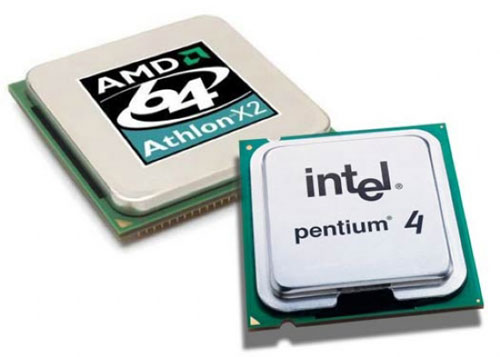 AMD
64
Athlon X2
intel®
pentium® 4